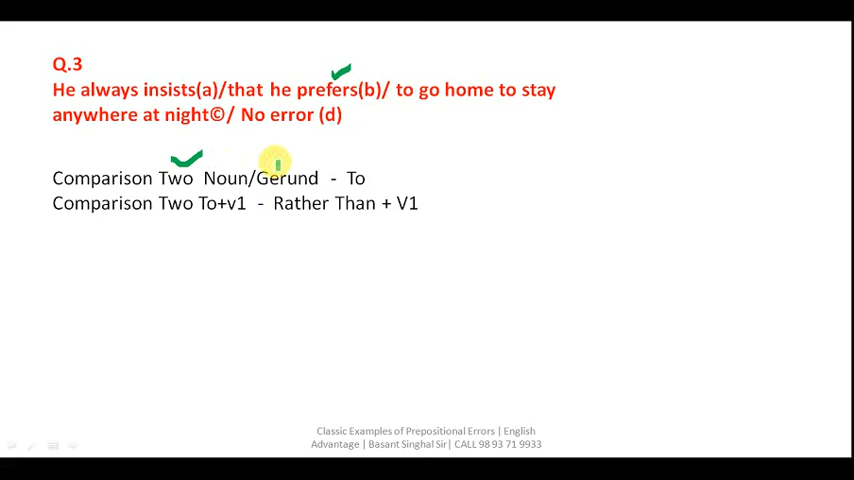 Q.3
He always insists(a)/that he prefers(b)/ to go home to stay
anywhere at night©/ No error (d)
Comparison Two Noun/Gerund - To
Comparison Two To+v1 - Rather Than + V1
Classic Examples of Prepositional Errors | English
Advantage | Basant Singhal Sir| CALL 98 93 71 9933